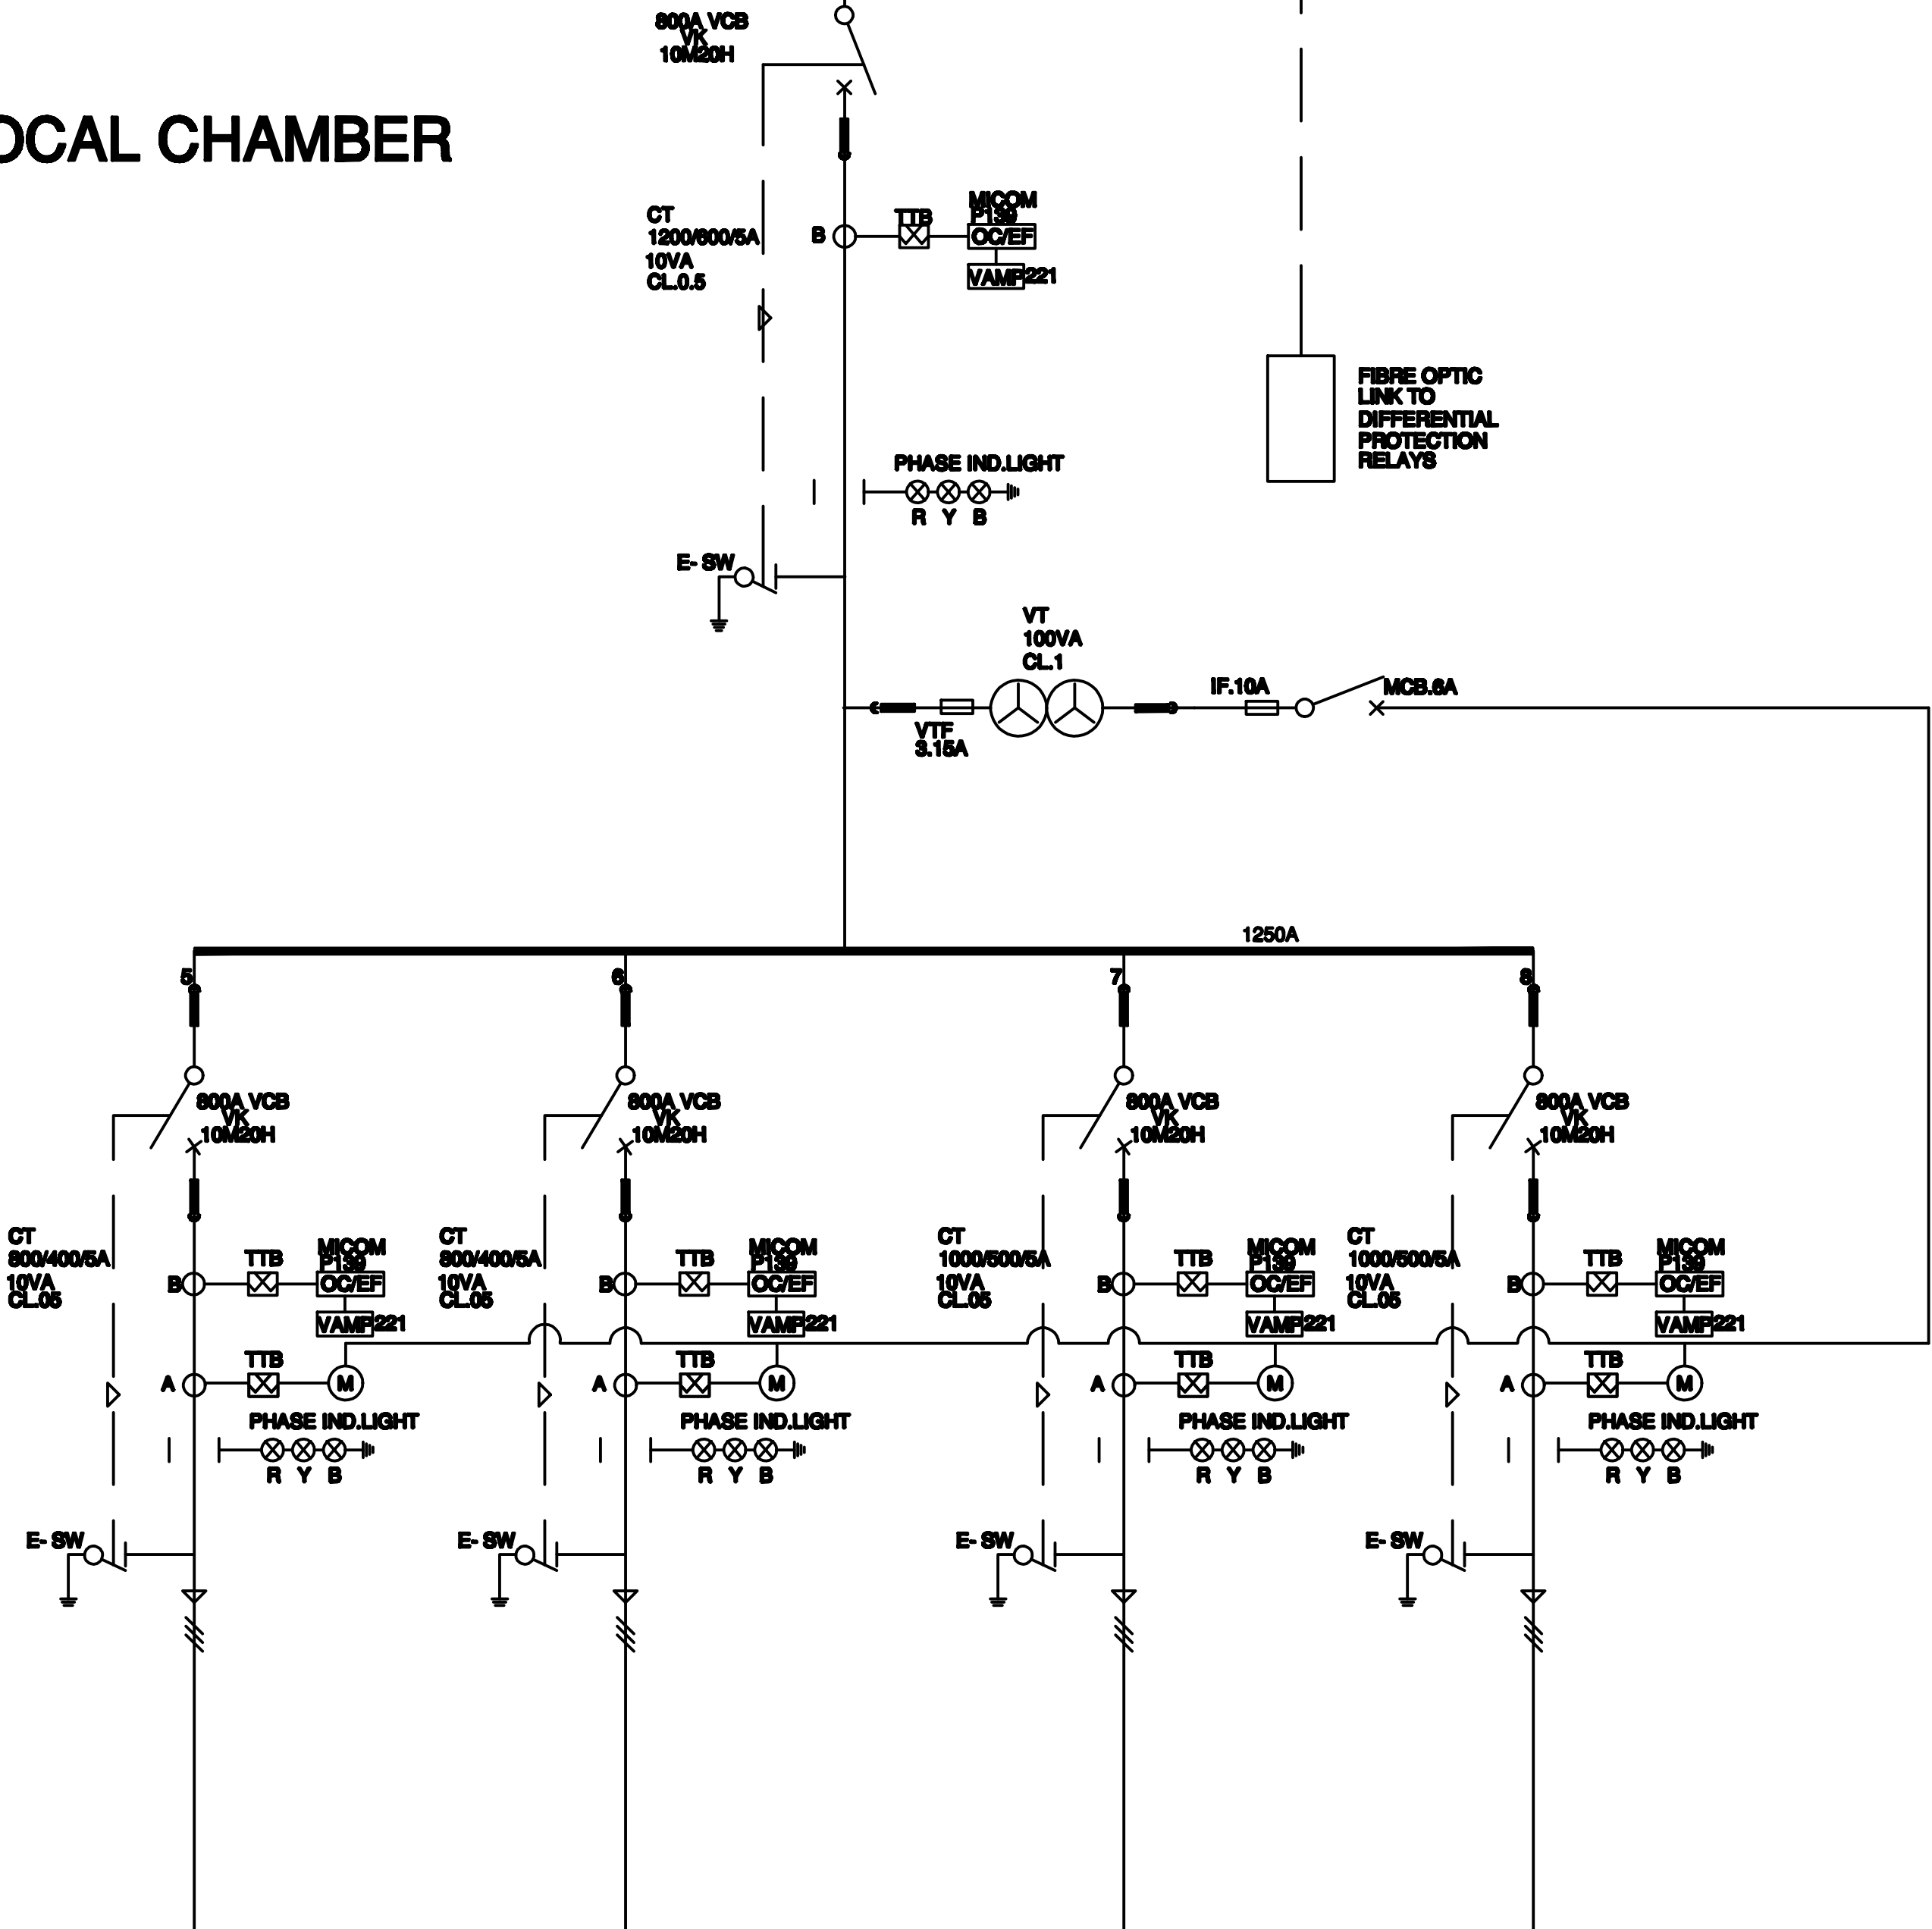 800A VCB
VK
10M20H
OCAL CHAMBER
CT
1200/600/5A
10VA
CL.0.5
B
TTB
MICOM
P139
OC/EF
VAMP221
FIBRE OPTIC
LINK TO
DIFFERENTIAL
PROTECTION
RELAYS
PHASE IND.LIGHT
R Y B
E- SW
VT
100VA
CL.1
IF.10A
MCB.6A
VTF
3.15A
1250A
5
6
7
8
800A VCB
VK
10M20H
800A VCB
VK
10M20H
800A VCB
VK
10M20H
800A VCB
VK
10M20H
CT
800/400/5A
10VA
CL.05
B
TTB
MICOM
P139
OC/EF
VAMP221
A
TTB
M
PHASE IND.LIGHT
R Y B
E- SW
CT
800/400/5A
10VA
CL.05
B
TTB
MICOM
P139
OC/EF
VAMP221
A
TTB
M
PHASE IND.LIGHT
R Y B
E- SW
CT
1000/500/5A
10VA
CL.05
B
TTB
MICOM
P139
OC/EF
VAMP221
A
TTB
M
PHASE IND.LIGHT
R Y B
E- SW
CT
1000/500/5A
10VA
CL.05
B
TTB
MICOM
P139
OC/EF
VAMP221
A
TTB
M
PHASE IND.LIGHT
R Y B
E- SW